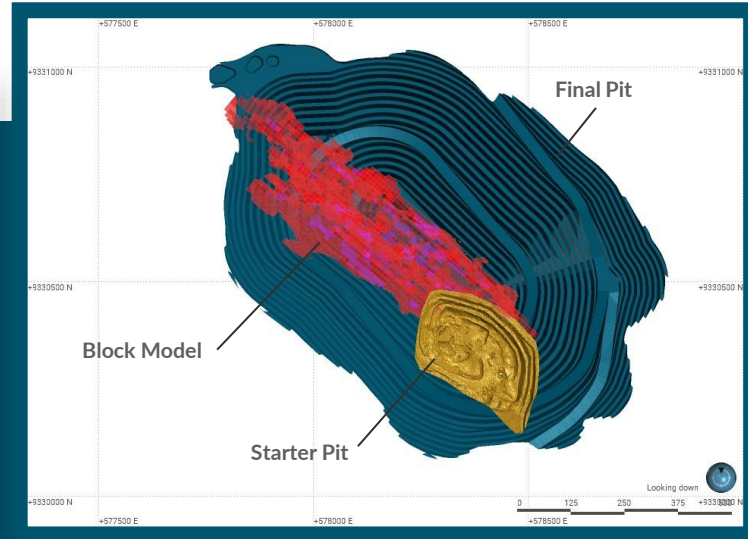 +577500 E
+578000 E
+578500 E
+9331000 N
+9331000 N
Final Pit
+9330500 N
+9330500 N
Block Model
Starter Pit
Looking down
+9330000 N
0
125
250
375
+577500 E
+578000 E
+578500 E